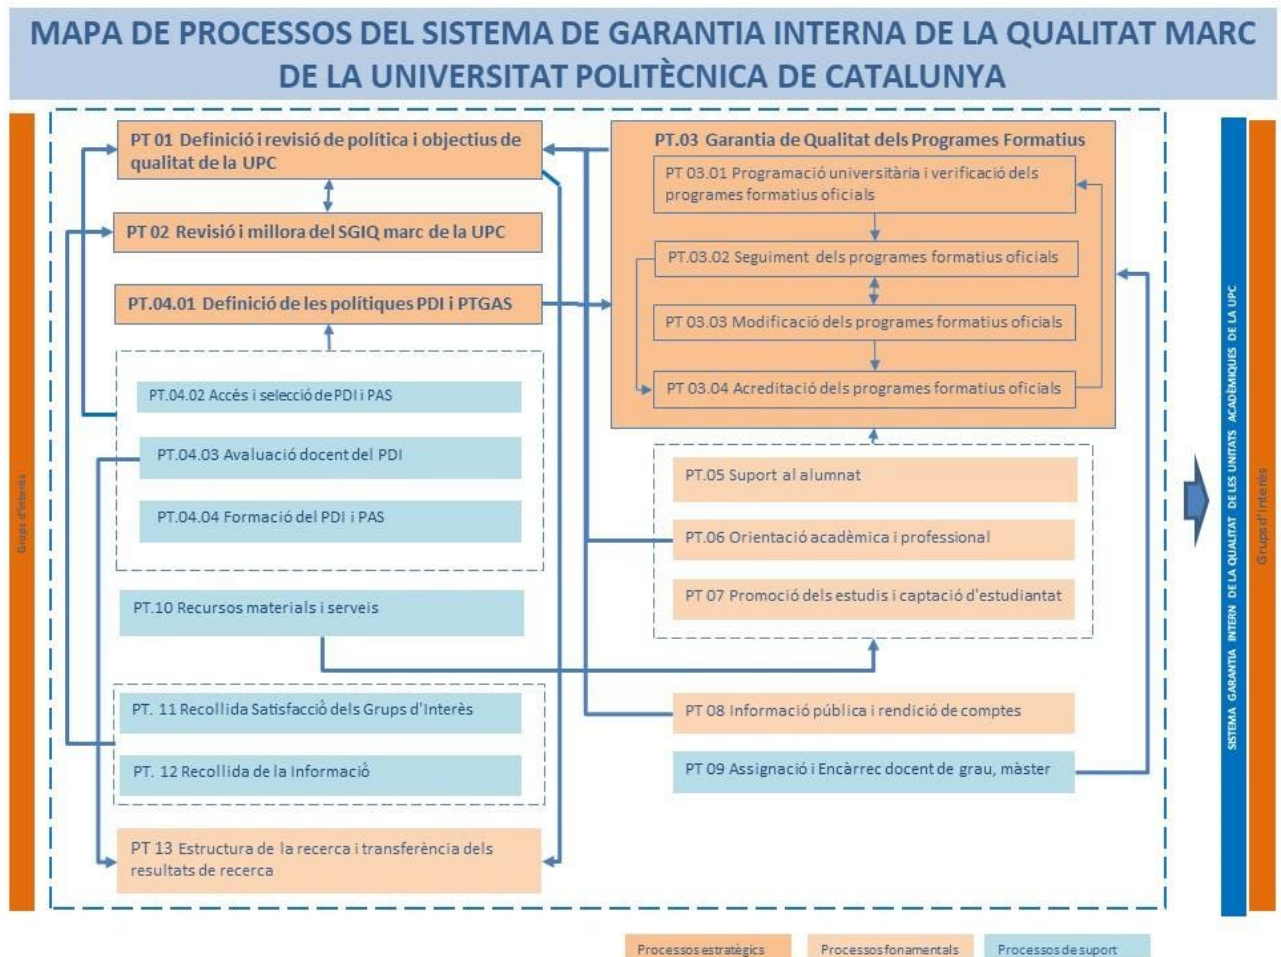 MAPA DE PROCESSOS DEL SISTEMA DE GARANTIA INTERNA DE LA QUALITAT MARC
DE LA UNIVERSITAT POLITÈCNICA DE CATALUNYA
Grups d'interès
PT 01 Definició i revisió de política i objectius de
qualitat de la UPC
PT 02 Revisió i millora del SGIQ marc de la UPC
PT.04.01 Definició de les polítiques PDI i PTGAS
PT.04.02 Accès i selecció de PDI i PAS
PT.04.03 Avaluació docent del PDI
PT.04.04 Formació del PDI i PAS
PT.10 Recursos materials i serveis
PT. 11 Recollida Satisfacció dels Grups d'Interès
PT. 12 Recollida de la Informació
PT 13 Estructura de la recerca i transferència dels
resultats de recerca
PT.03 Garantia de Qualitat dels Programes Formatius
PT 03.01 Programació universitària i verificació dels
programes formatius oficials
PT.03.02 Seguiment dels programes formatius oficials
PT 03.03 Modificació dels programes formatius oficials
PT 03.04 Acreditació dels programes formatius oficials
PT.05 Suport al alumnat
PT.06 Orientació acadèmica i professional
PT 07 Promoció dels estudis i captació d'estudiantat
PT 08 Informació pública i rendició de comptes
PT 09 Assignació i Encàrrec docent de grau, màster
SISTEMA GARANTIA INTERN DE LA QUALITAT DE LES UNITATS ACADÈMIQUES DE LA UPC
Grups d'Interès
Processos estratègics
Processos fonamentals
Processos de suport